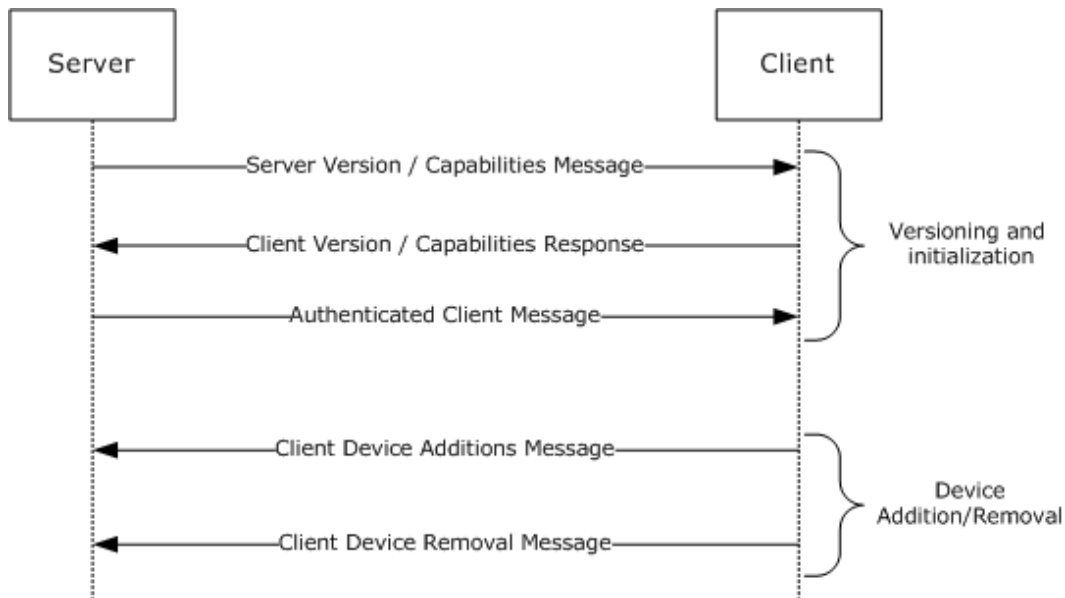 Server
Client
Server Version / Capabilities Message
Client Version / Capabilities Response
Authenticated Client Message
Versioning and
initialization
Client Device Additions Message
Client Device Removal Message
Device
Addition/Removal